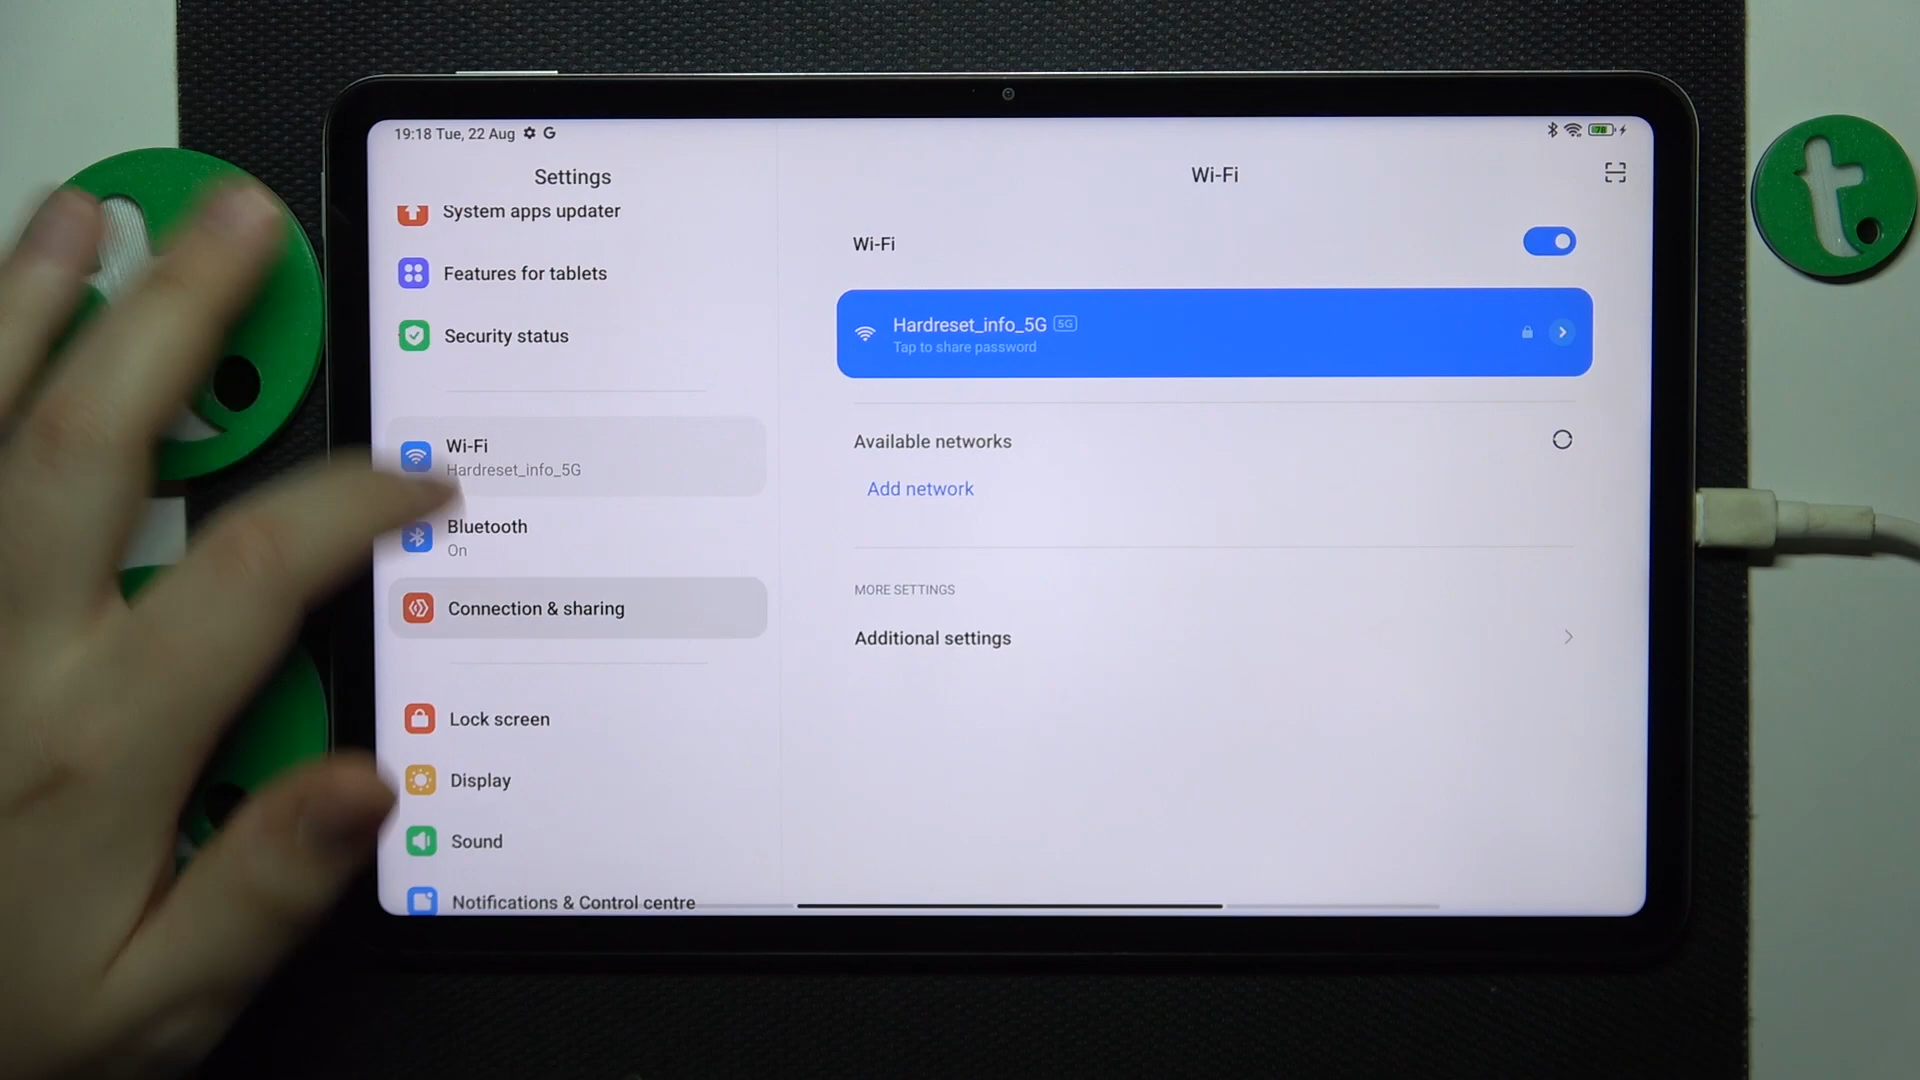 19:18 Tue, 22 Aug
78
Settings
System apps updater
Features for tablets
Security status
Wi-Fi
Hardreset_info_5G
Bluetooth
On
Connection & sharing
Lock screen
Display
Sound
Notifications & Control centre
Wi-Fi
Wi-Fi
Hardreset_info_5G 5G
Tap to share password
Available networks
Add network
MORE SETTINGS
Additional settings
t